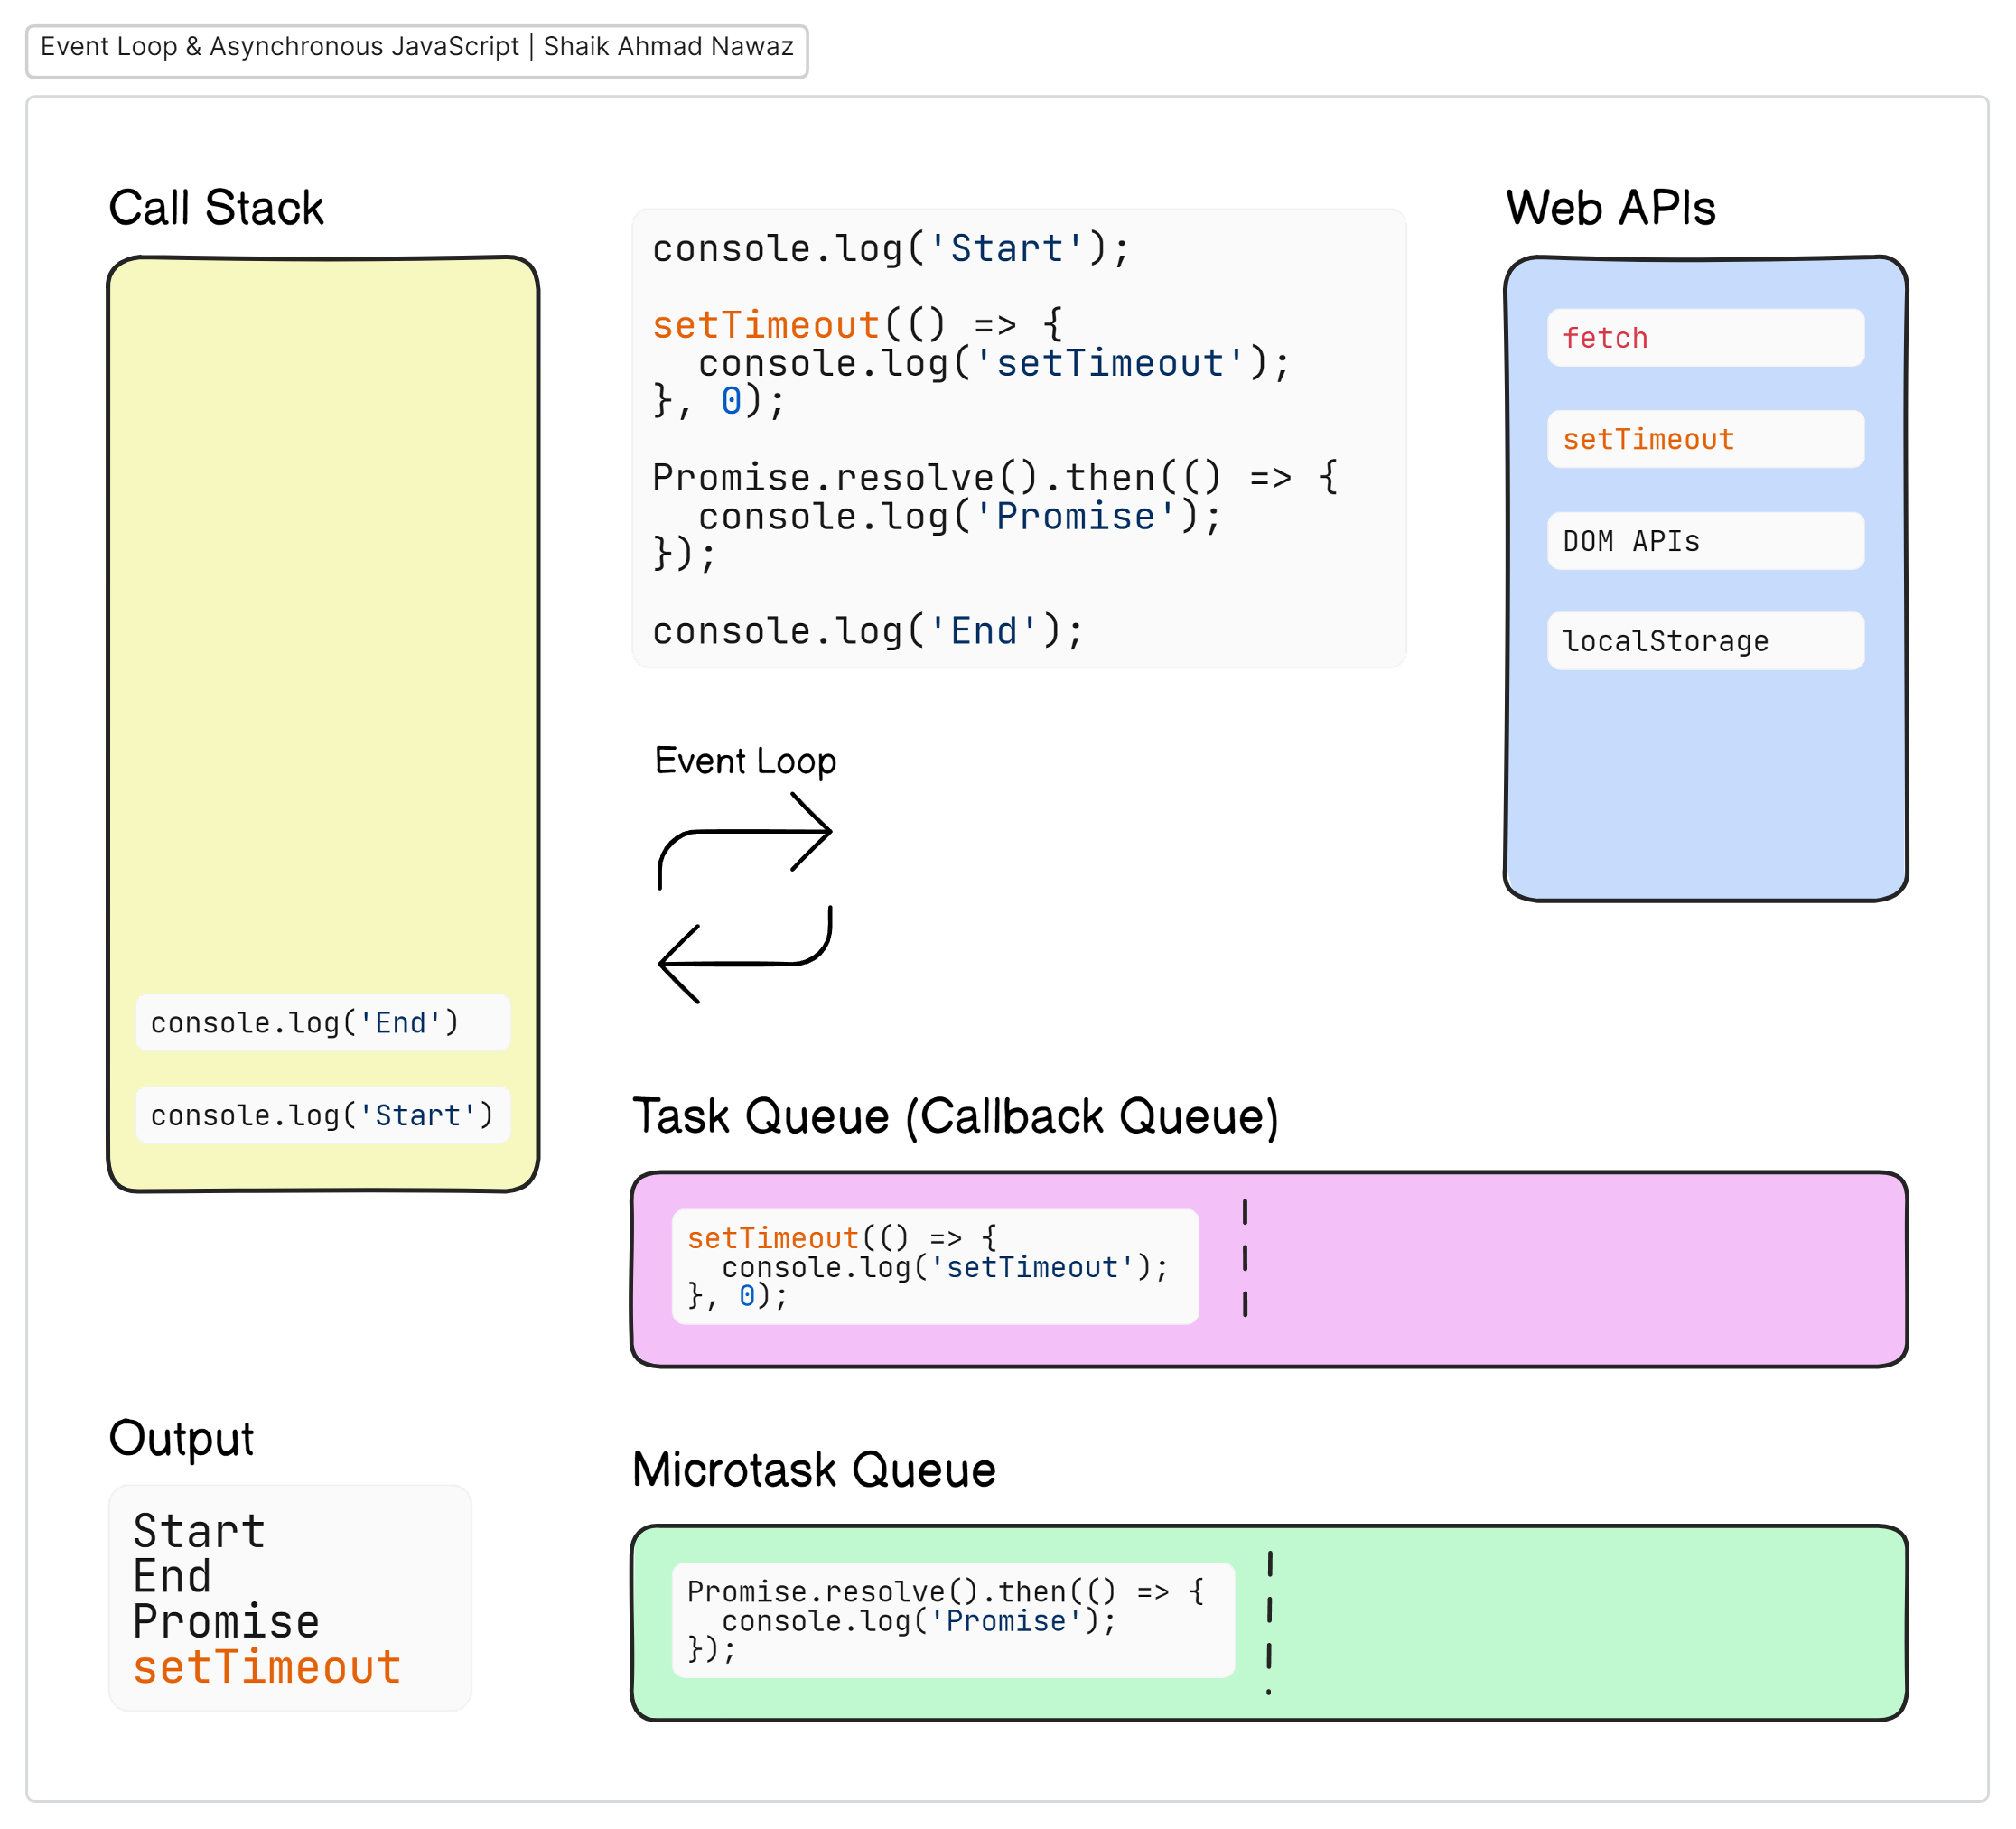 Event Loop & Asynchronous JavaScript | Shaik Ahmad Nawaz
Call Stack
console.log('End')
console.log('Start')
console.log('Start');
setTimeout(() => {
  console.log('setTimeout');
}, 0);
Promise.resolve().then(() => {
  console.log('Promise');
});
console.log('End');
Web APIs
fetch
setTimeout
DOM APIs
localStorage
Event Loop
Task Queue (Callback Queue)
setTimeout(() => {
  console.log('setTimeout');
}, 0);
Output
Start
End
Promise
setTimeout
Microtask Queue
Promise.resolve().then(() => {
  console.log('Promise');
});